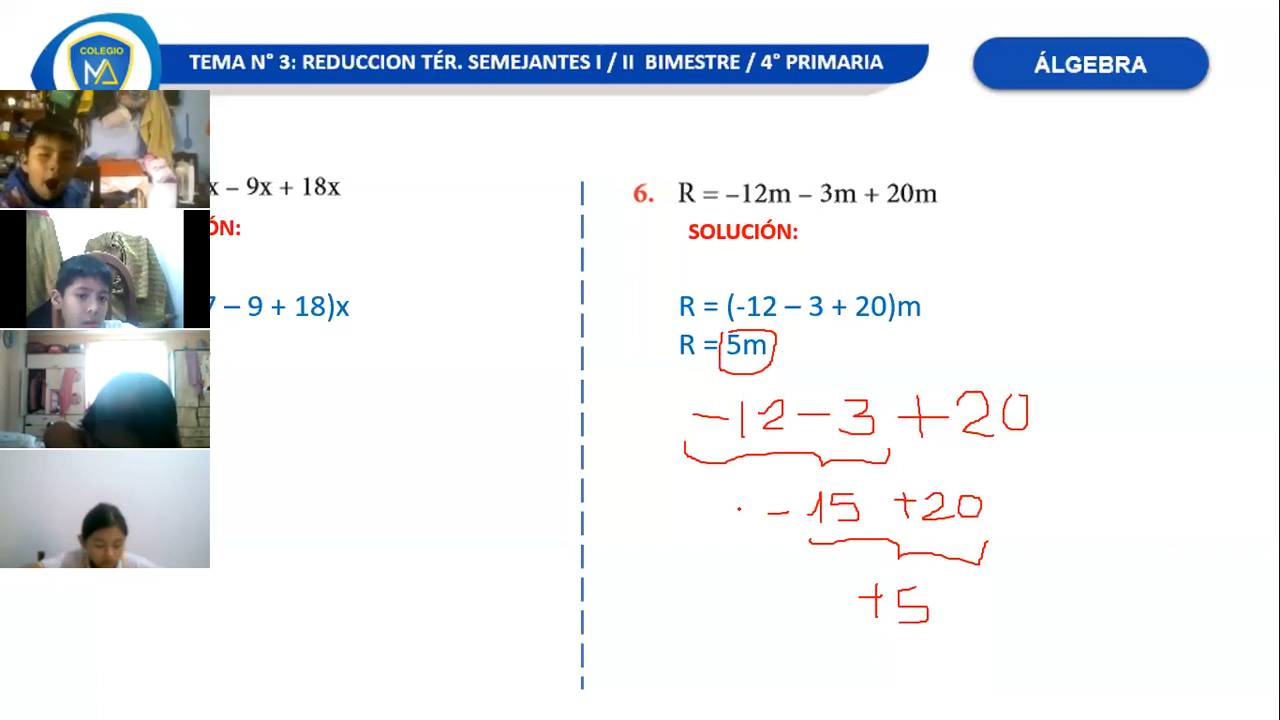 COLEGIO
MA
TEMA N° 3: REDUCCION TÉR. SEMEJANTES I / II BIMESTRE / 4° PRIMARIA
ÁLGEBRA
x – 9x + 18x
ÓN:
7 – 9 + 18)x
6. R = –12m – 3m + 20m
SOLUCIÓN:
R = (-12 – 3 + 20)m
R = 5m
-12-3+20
-15 +20
+5